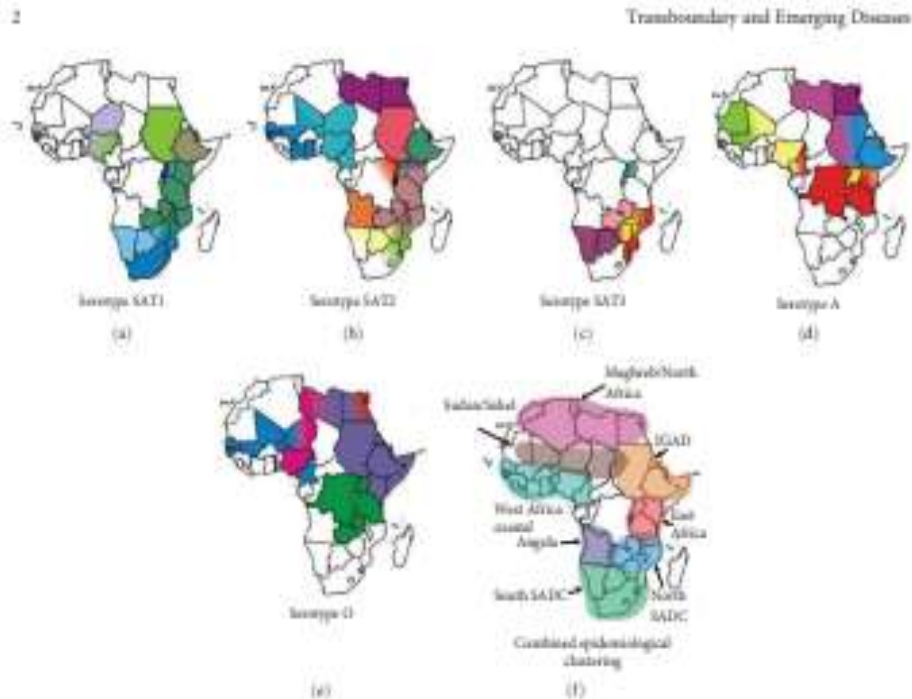 2
Transboundary and Emerging Diseases
Serotype SAT1
Serotype SAT2
Serotype SAT3
Serotype A
(a)
(b)
(c)
(d)
Maghreb/North
Africa
Sudan/Sahel
IGAD
West Africa
coastal
East
Africa
Angola
South SADC
North
SADC
Serotype O
Combined epidemiological
clustering
(e)
(f)